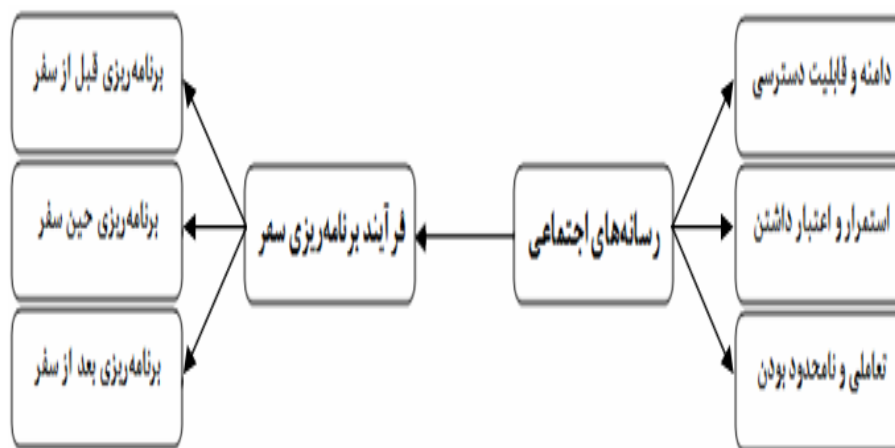 دامنه و قابلیت دسترسی
استمرار و اعتبار داشتن
تعاملی و نامحدود بودن
رسانه‌های اجتماعی
فرآیند برنامه‌ریزی سفر
برنامه‌ریزی قبل از سفر
برنامه‌ریزی حین سفر
برنامه‌ریزی بعد از سفر